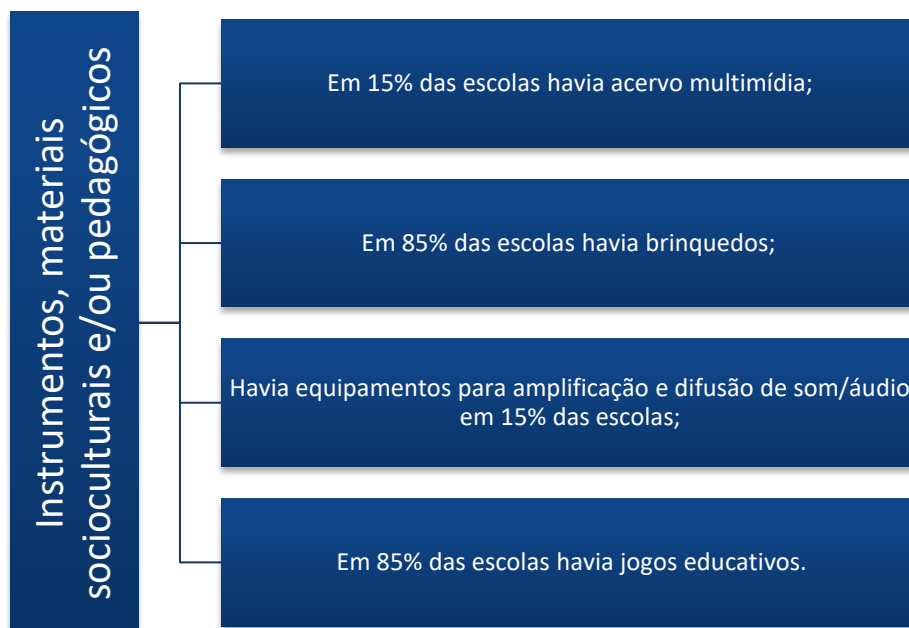 Instrumentos, materiais
socioculturais e/ou pedagógicos
Em 15% das escolas havia acervo multimídia;
Em 85% das escolas havia brinquedos;
Havia equipamentos para amplificação e difusão de som/áudio
em 15% das escolas;
Em 85% das escolas havia jogos educativos.